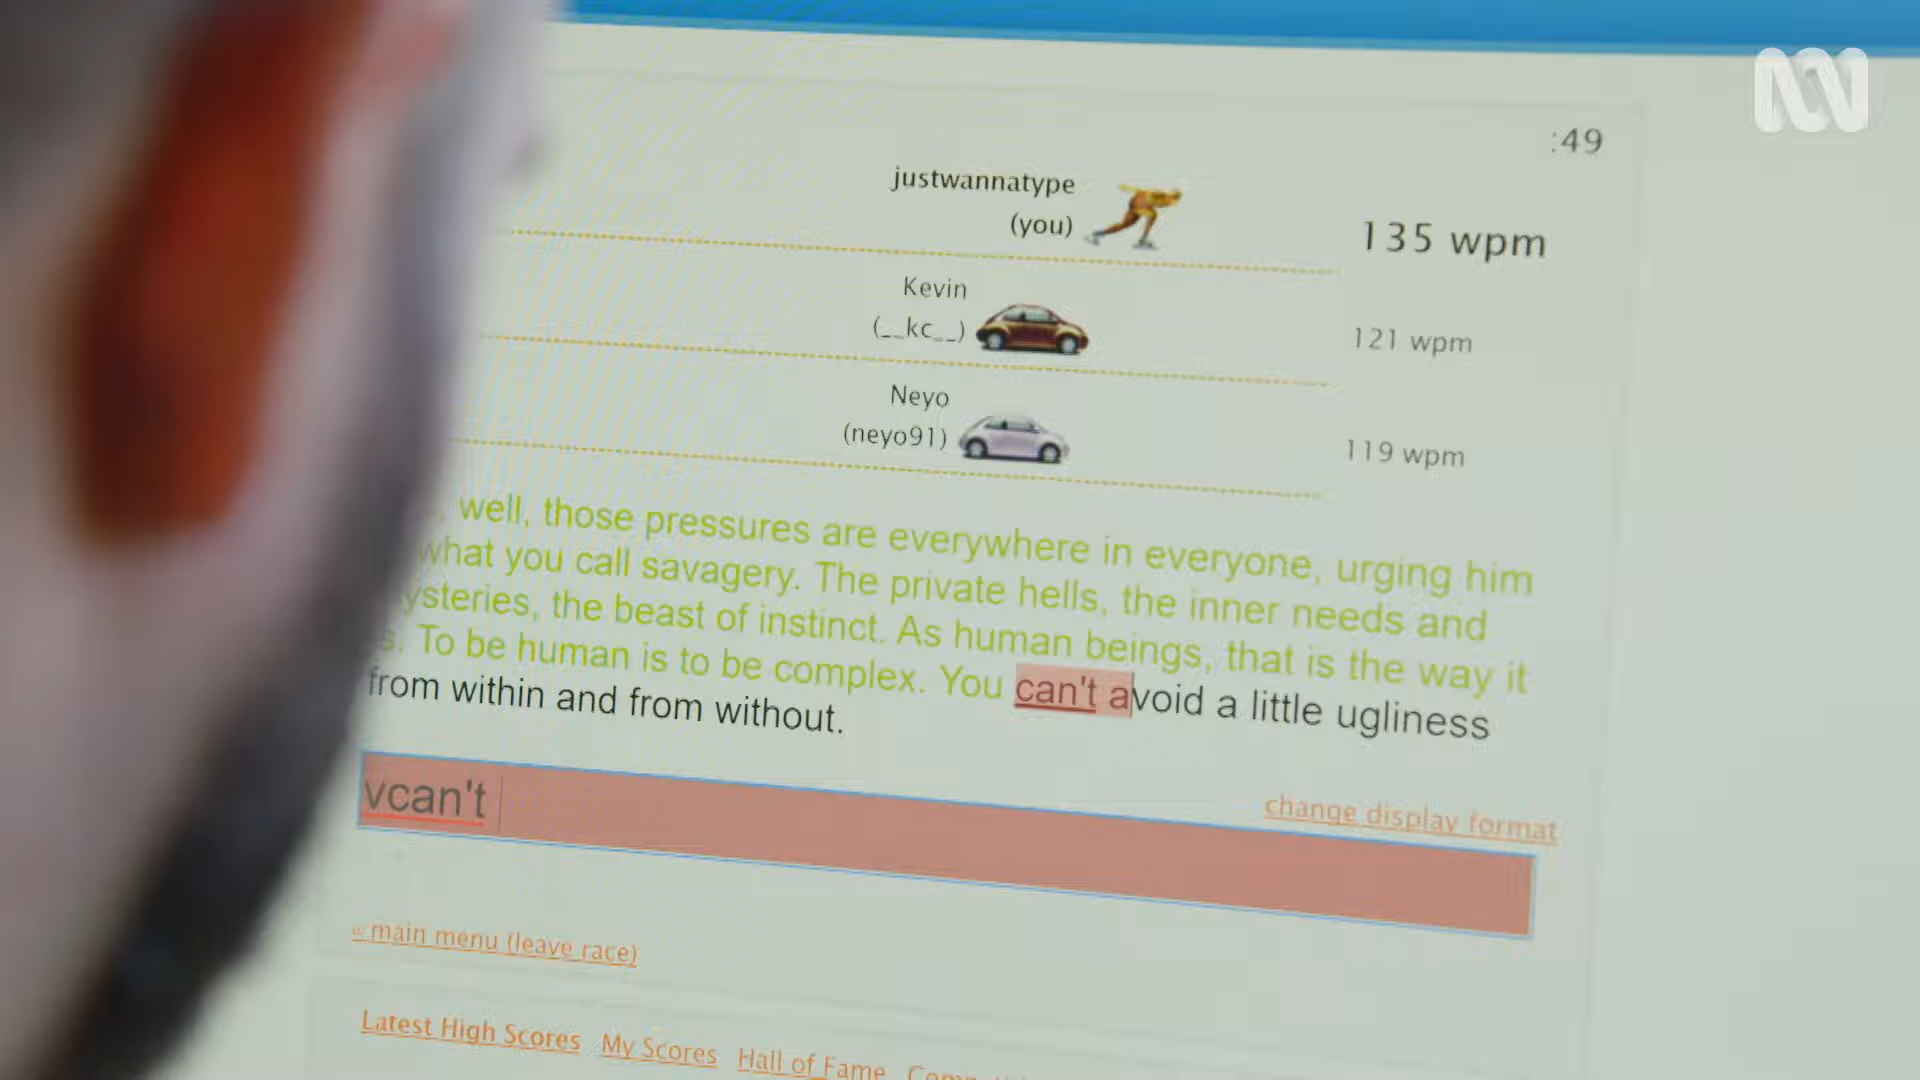 :49
justwannatype
(you)
135 wpm
Kevin
(__kc__)
121 wpm
Neyo
(neyo91)
119 wpm
, well, those pressures are everywhere in everyone, urging him
what you call savagery. The private hells, the inner needs and
ysteries, the beast of instinct. As human beings, that is the way it
s. To be human is to be complex. You can't avoid a little ugliness
from within and from without.
change display format
vcan't
« main menu (leave race)
Latest High Scores My Scores Hall of Fame